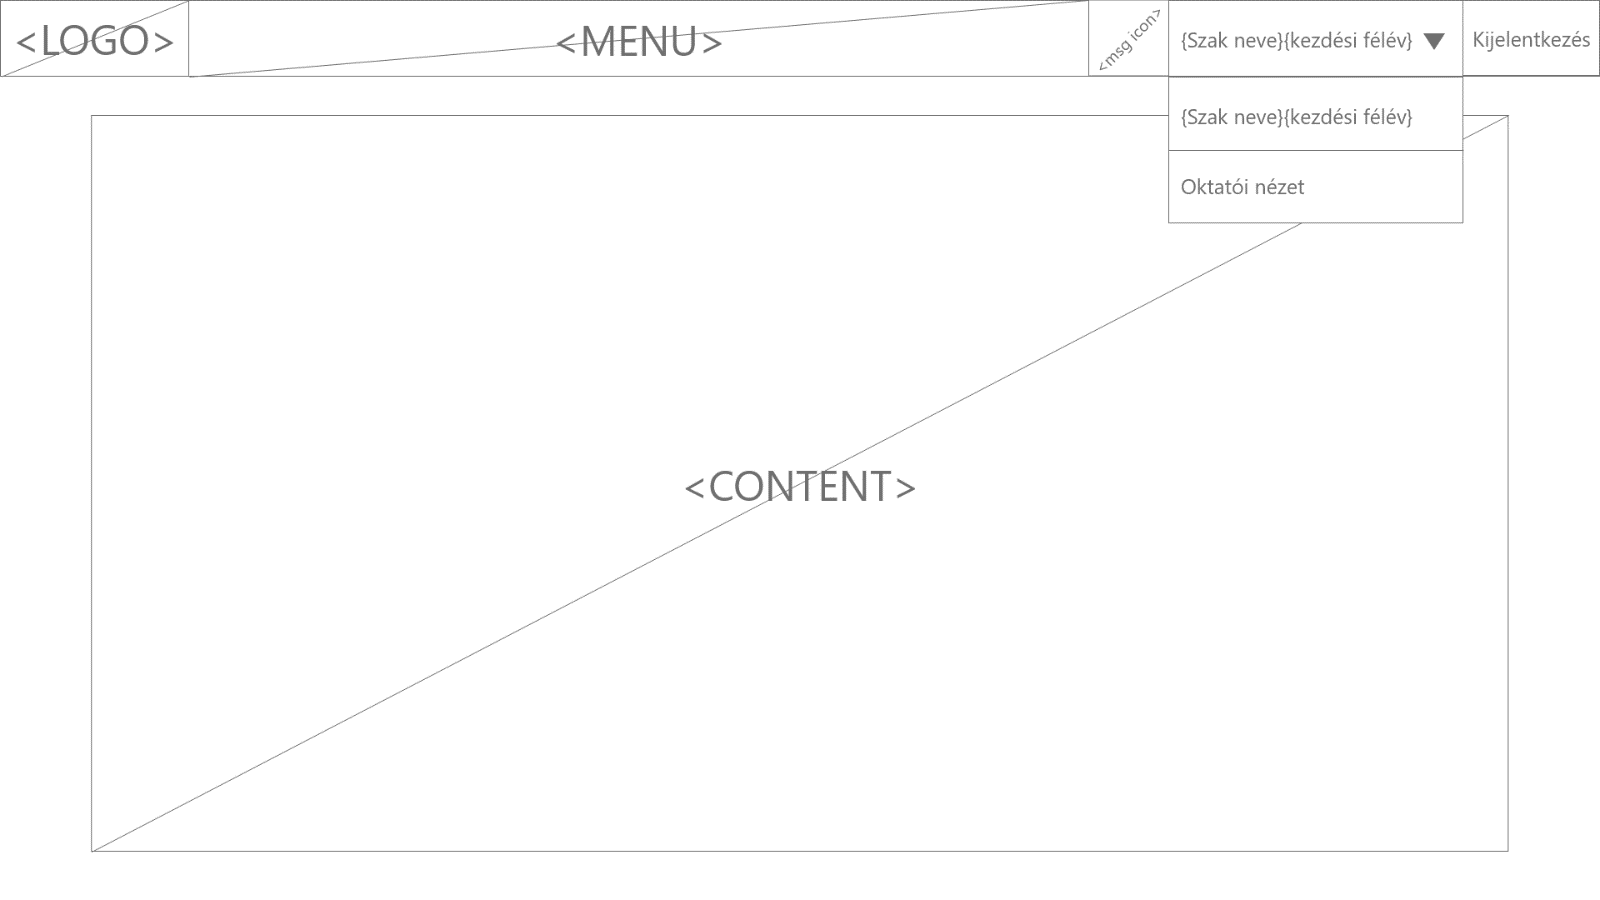 <LOGO>
<MENU>
<msg icon>
{Szak neve}{kezdési félév}
Kijelentkezés
{Szak neve}{kezdési félév}
Oktatói nézet
<CONTENT>